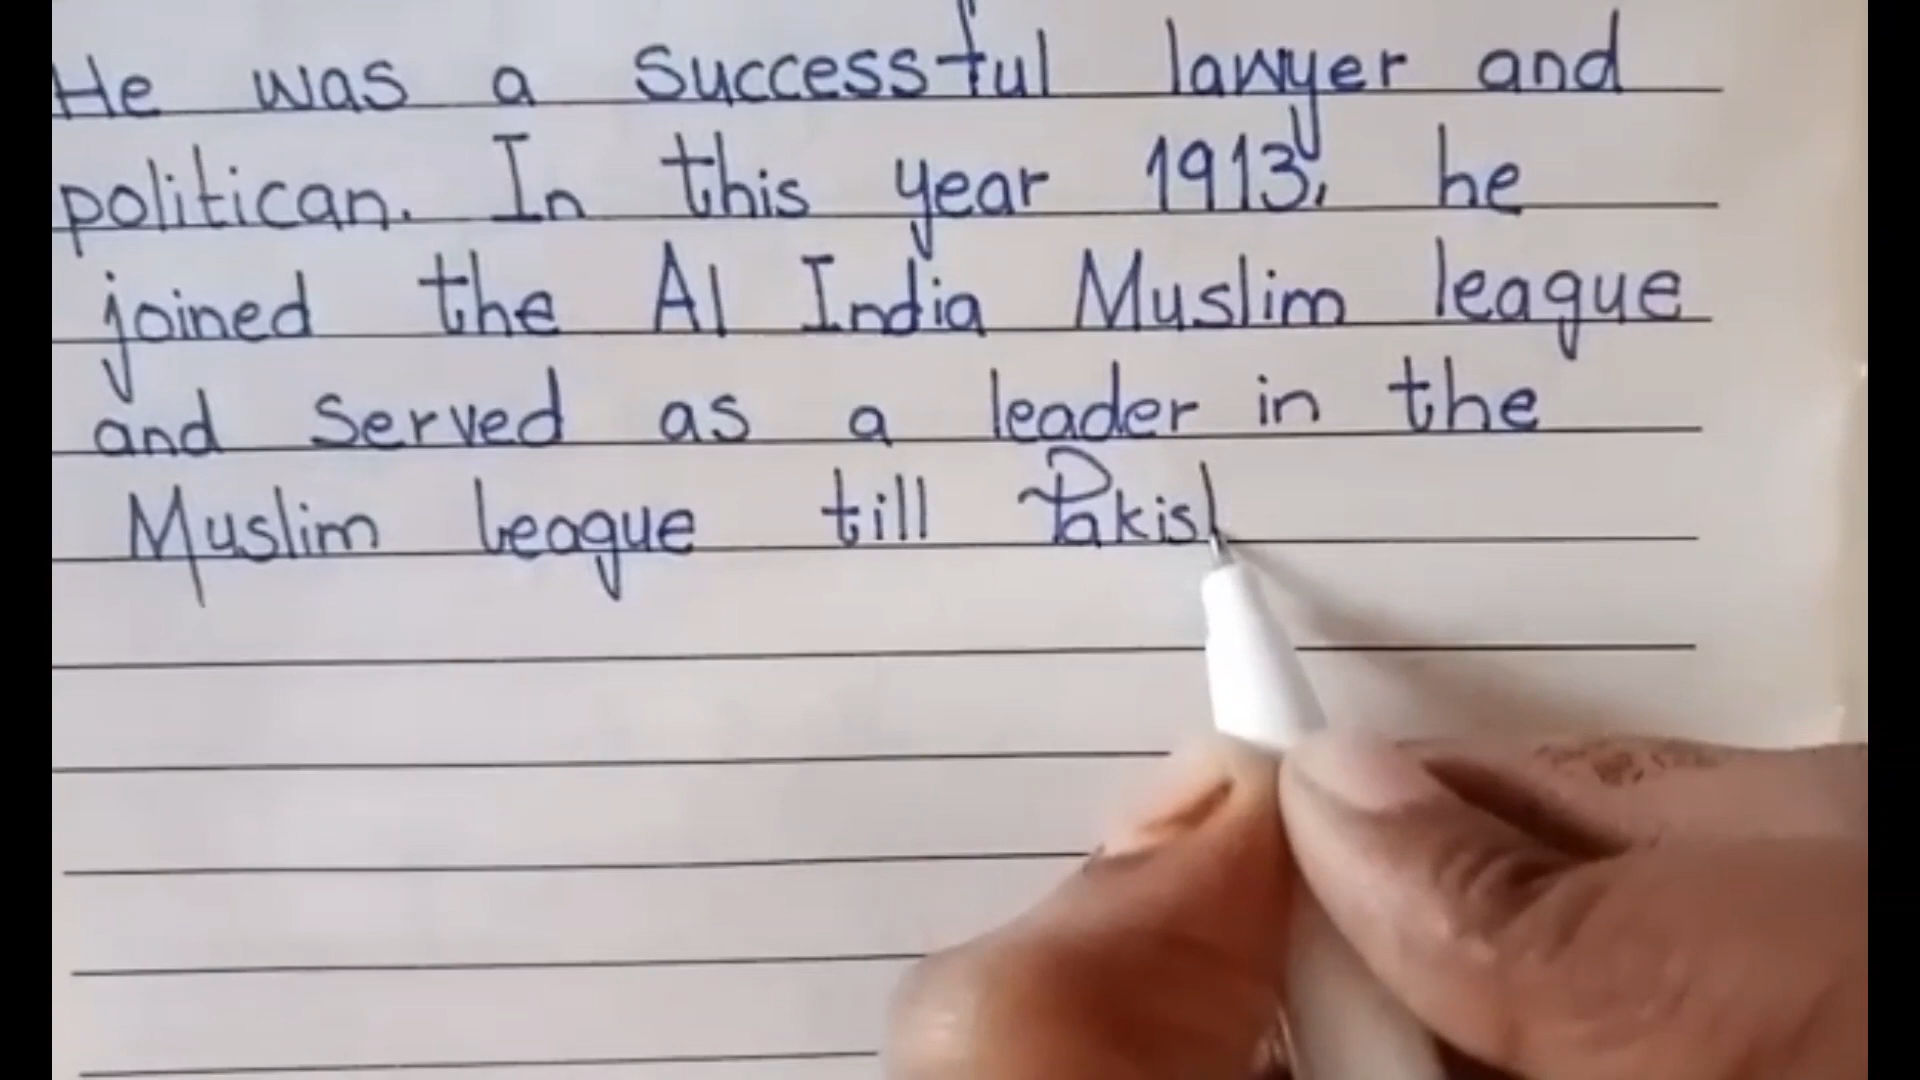 He was a successful lawyer and
politican. In this year 1913, he
joined the Al India Muslim league
and served as a leader in the
Muslim league till Pakis